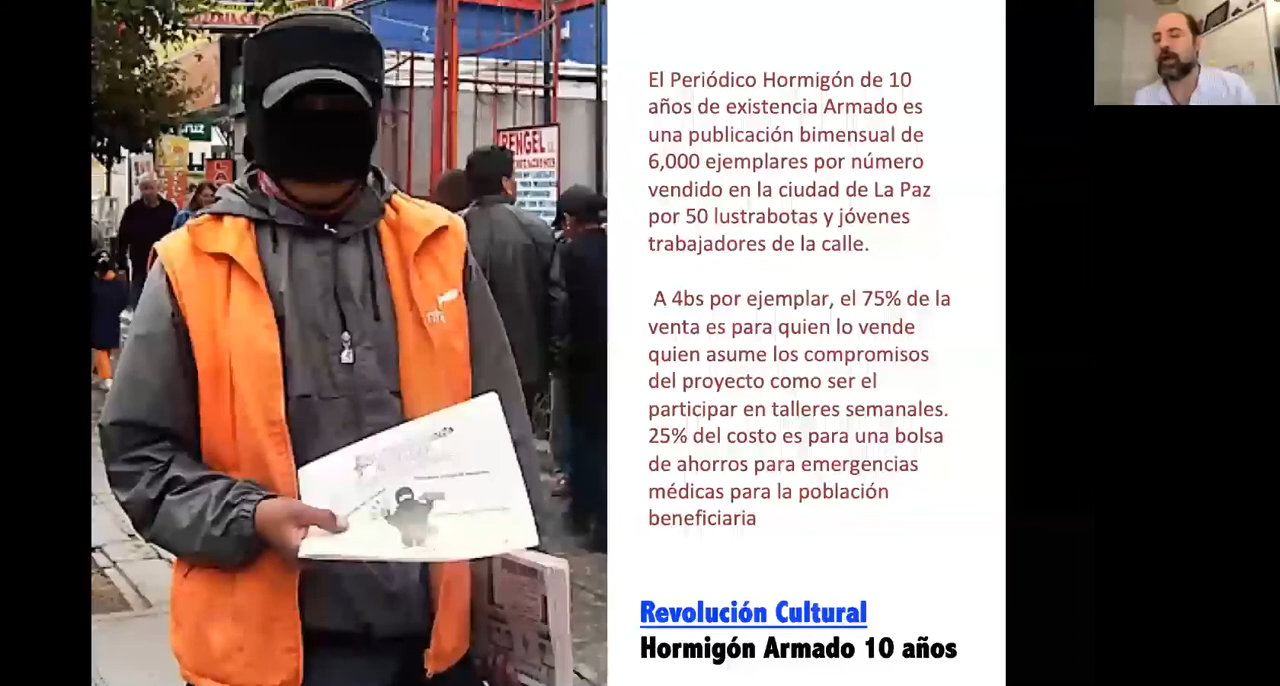 El Periódico Hormigón de 10
años de existencia Armado es
una publicación bimensual de
6,000 ejemplares por número
vendido en la ciudad de La Paz
por 50 lustrabotas y jóvenes
trabajadores de la calle.
A 4bs por ejemplar, el 75% de la
venta es para quien lo vende
quien asume los compromisos
del proyecto como ser el
participar en talleres semanales.
25% del costo es para una bolsa
de ahorros para emergencias
médicas para la población
beneficiaria
Revolución Cultural
Hormigón Armado 10 años